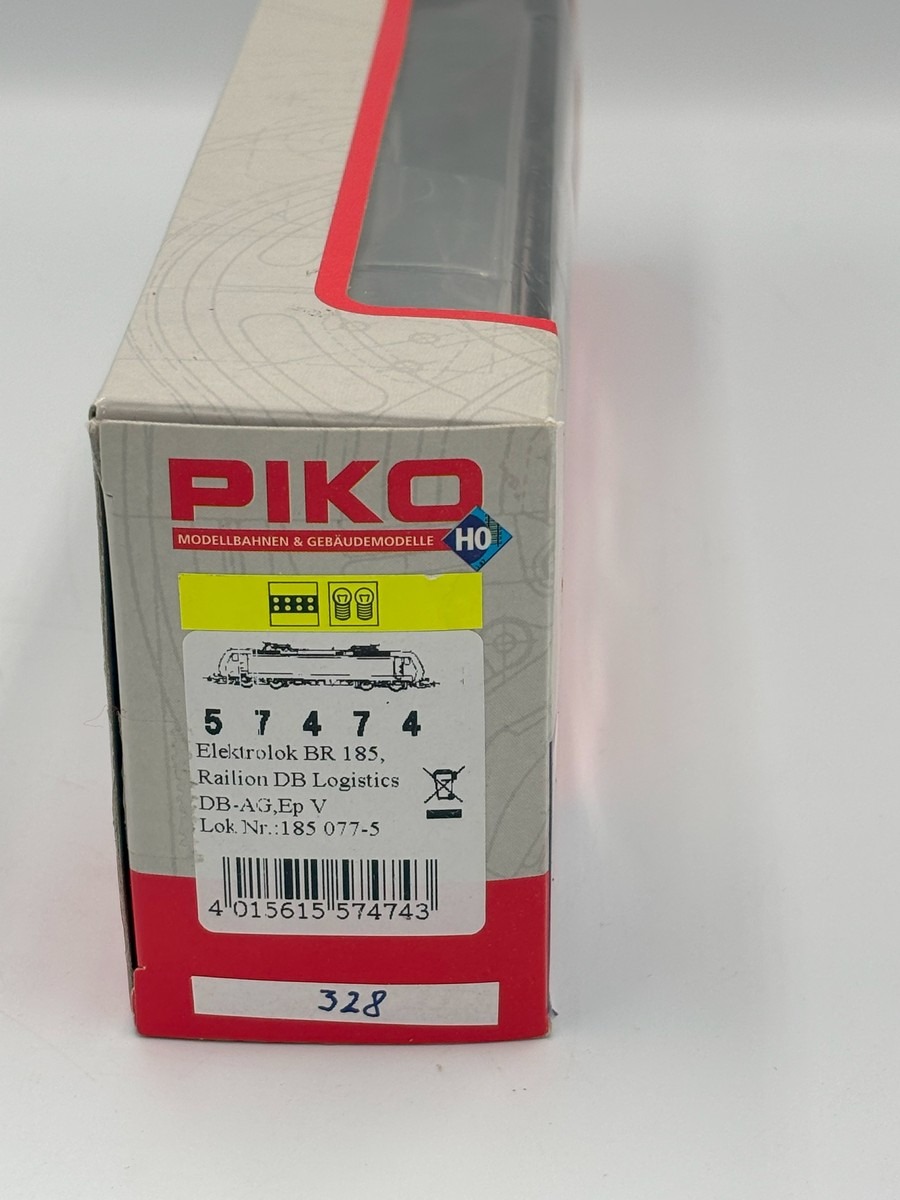 PIKO
MODELLBAHNEN & GEBÄUDEMODELLE
H0
5 7 4 7 4
Elektrolok BR 185,
Railion DB Logistics
DB-AG,Ep V
Lok.Nr.:185 077-5
4 015615 574743
328